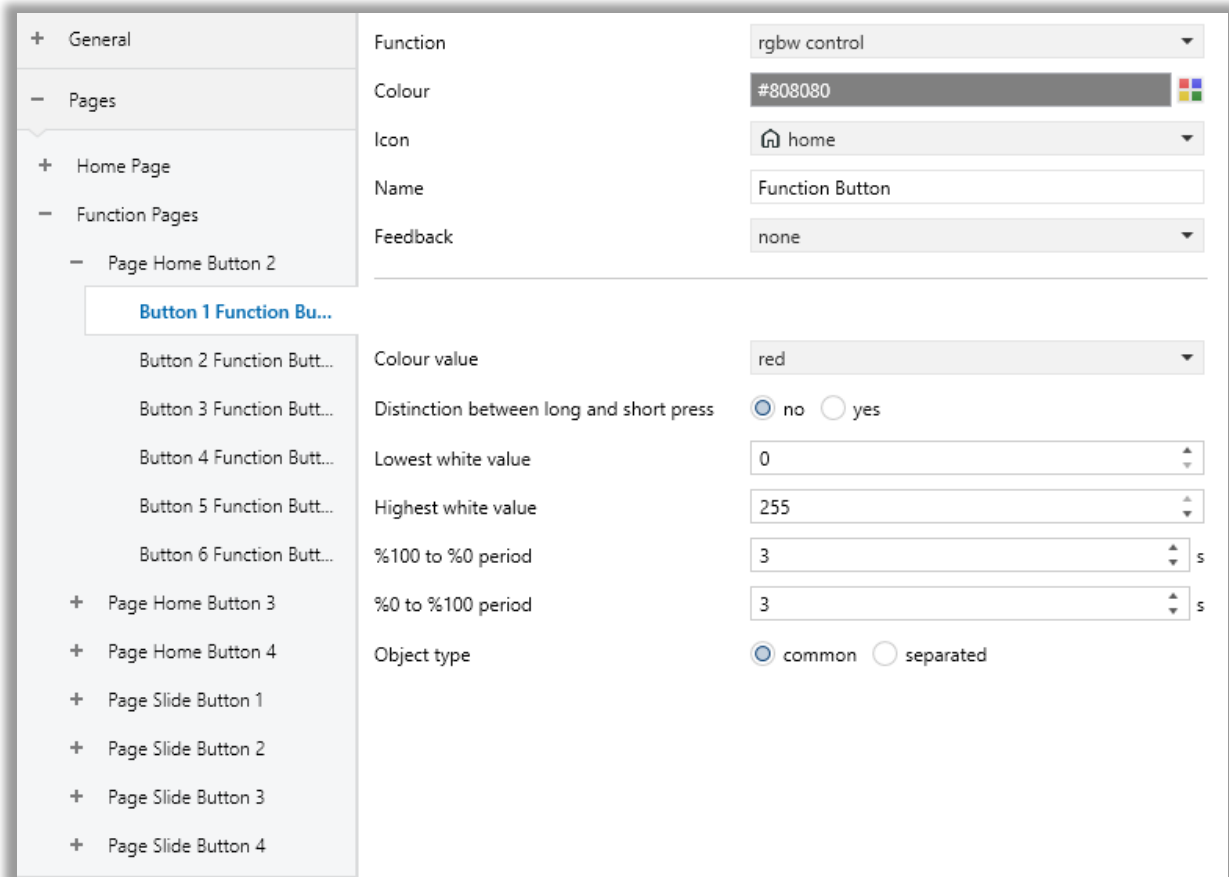 General
Pages
Home Page
Function Pages
Page Home Button 2
Button 1 Function Bu...
Button 2 Function Butt...
Button 3 Function Butt...
Button 4 Function Butt...
Button 5 Function Butt...
Button 6 Function Butt...
Page Home Button 3
Page Home Button 4
Page Slide Button 1
Page Slide Button 2
Page Slide Button 3
Page Slide Button 4
Function rgbw control
Colour #808080
Icon home
Name Function Button
Feedback none
Colour value red
Distinction between long and short press no yes
Lowest white value 0
Highest white value 255
%100 to %0 period 3 s
%0 to %100 period 3 s
Object type common separated